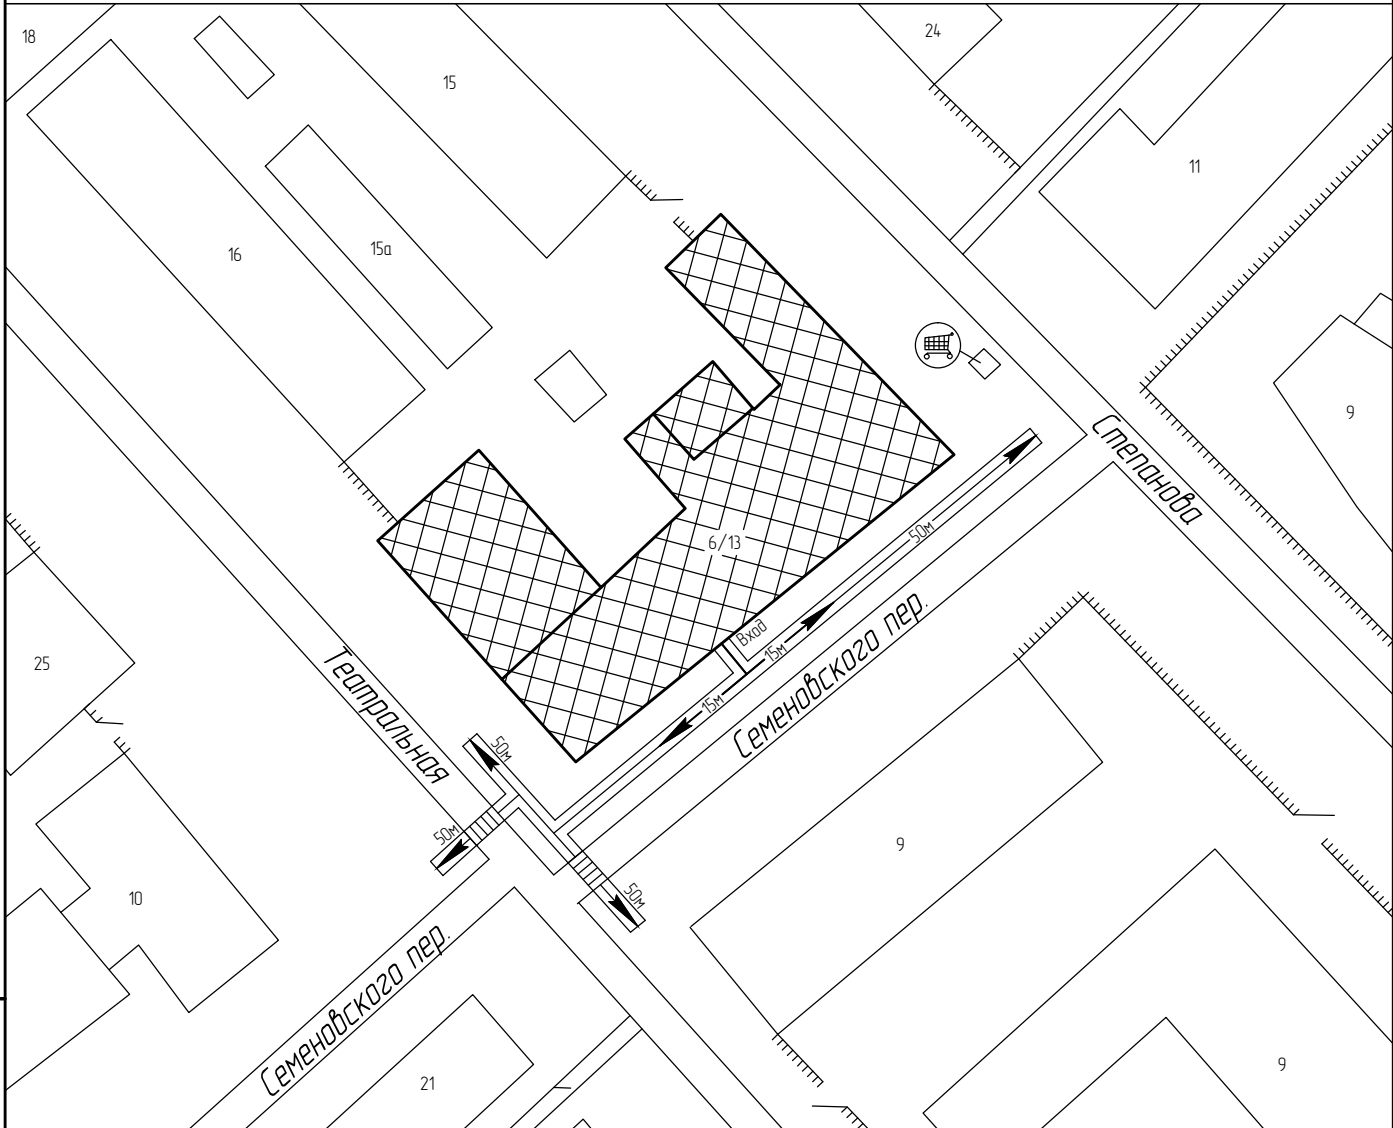 18
15
24
11
16
15а
9
Степанова
50м
6/13
Вход
15м
15м
Семеновского пер.
25
Театральная
50м
50м
50м
9
10
Семеновского пер.
21
9